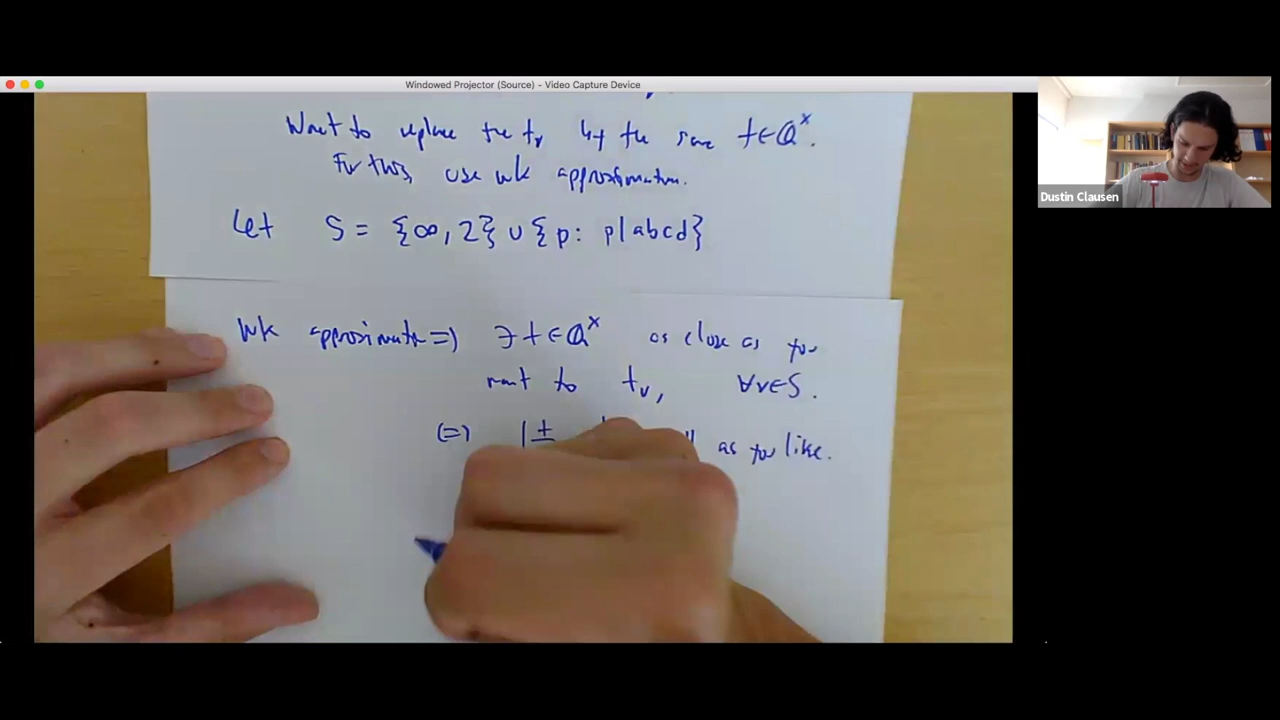 Windowed Projector (Source) - Video Capture Device
Want to replace the t_v by the same t∈ℚ^×.
For this, use wk approximation.
Dustin Clausen
Let S = {∞, 2} ∪ {p: p|abcd}
Wk approximate ⇒ ∃ t ∈ ℚ^× as close as you
want to t_v, ∀v∈S.
as you like.